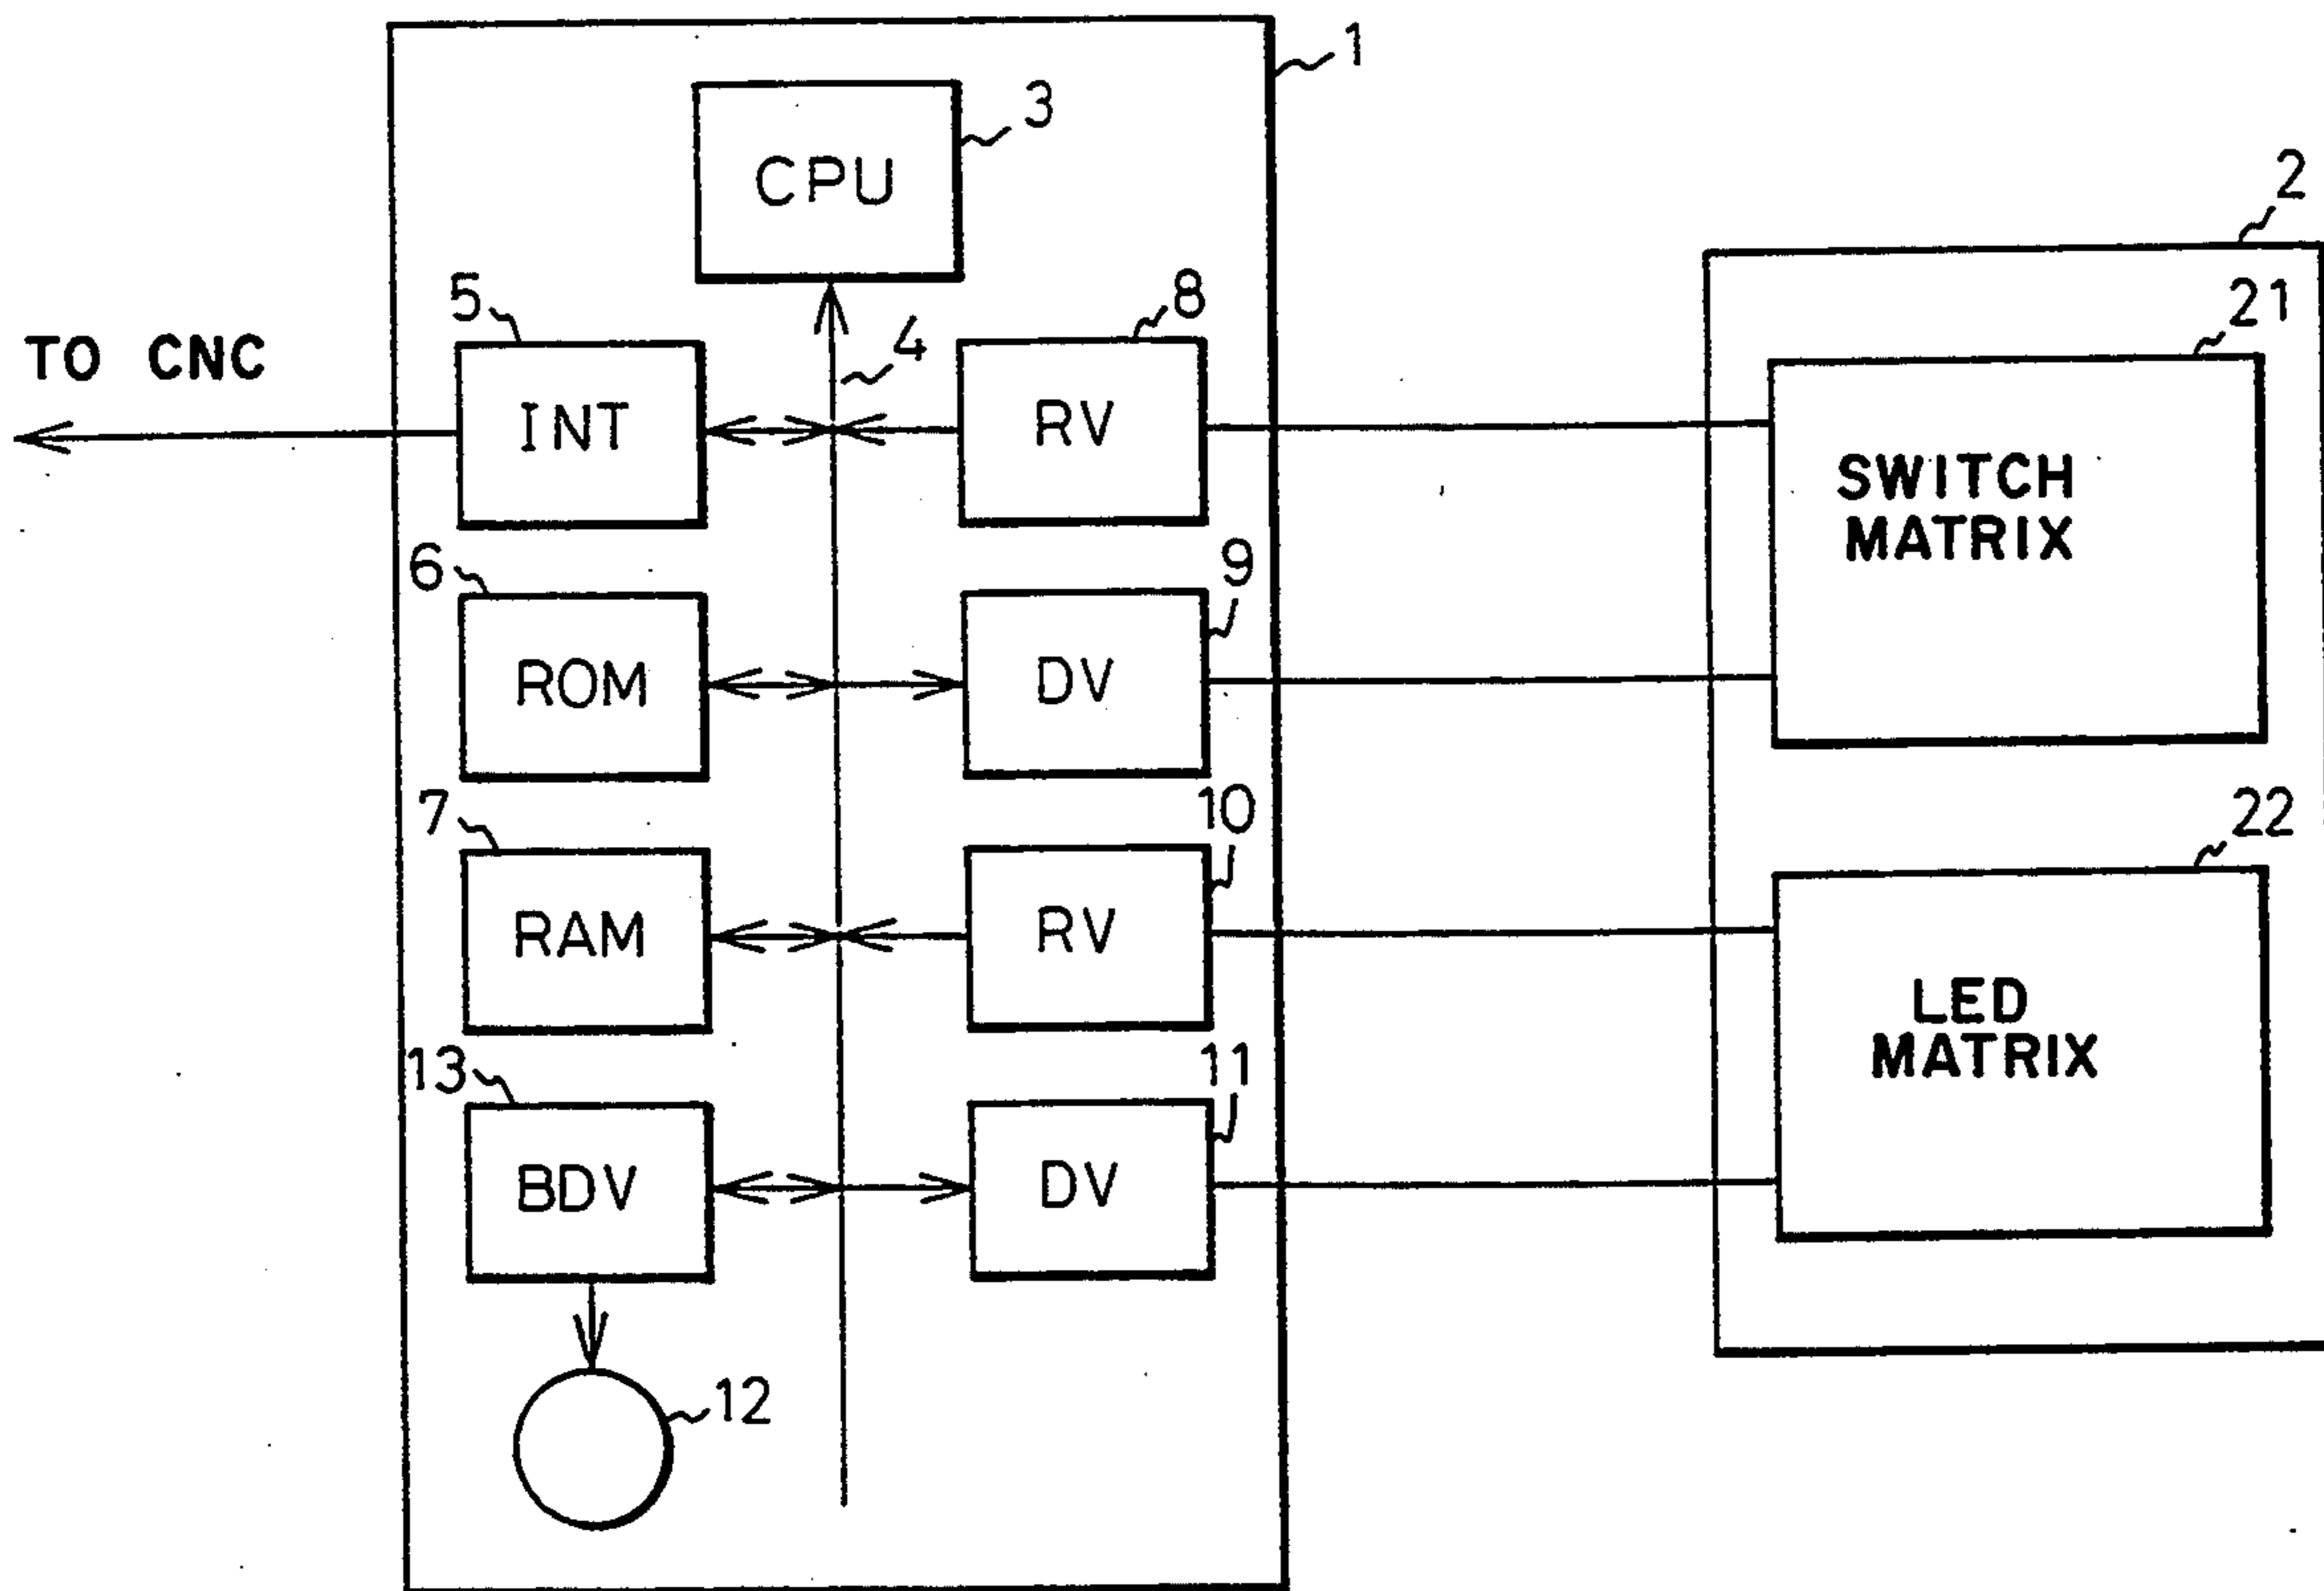 1
3
CPU
2
5
8
21
TO CNC
4
INT
RV
SWITCH
MATRIX
6
9
ROM
DV
7
10
22
RAM
RV
LED
MATRIX
13
11
BDV
DV
12